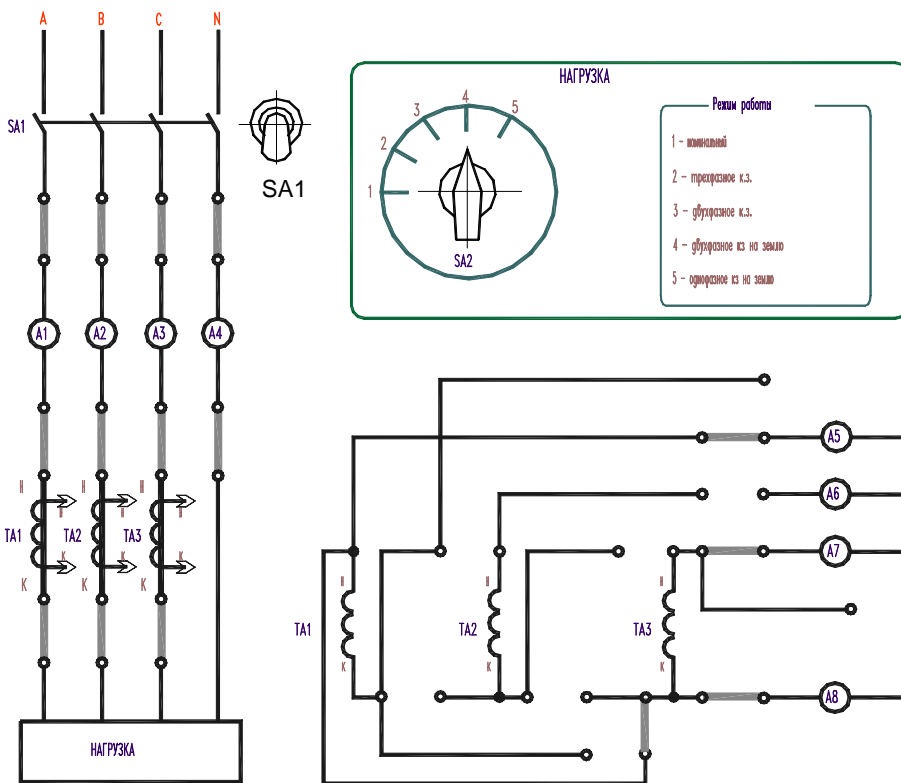 A B C N
SA1
SA1
A1 A2 A3 A4
Н Н Н
И И И
TA1 TA2 TA3
К К К
К К К
НАГРУЗКА
НАГРУЗКА
1
2
3
4
5
SA2
Режим работы
1 - номинальный
2 - трехфазное к.з.
3 - двухфазное к.з.
4 - двухфазное кз на землю
5 - однофазное кз на землю
A5
A6
A7
И И И
TA1 TA2 TA3
К К К
A8